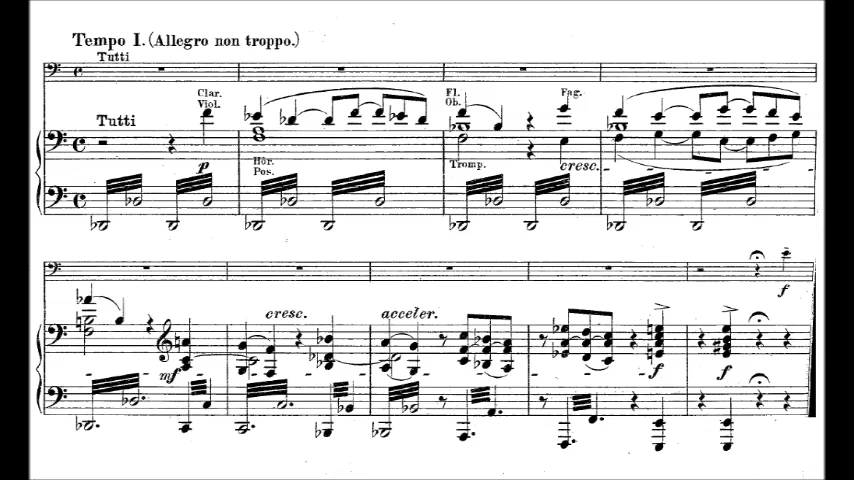 Tempo I. (Allegro non troppo.)
Tutti
Clar.
Viol.
Fl.
Ob.
Fag.
Tutti
p
Hör.
Pos.
Tromp.
cresc.
f
cresc.
acceler.
mf
f
f